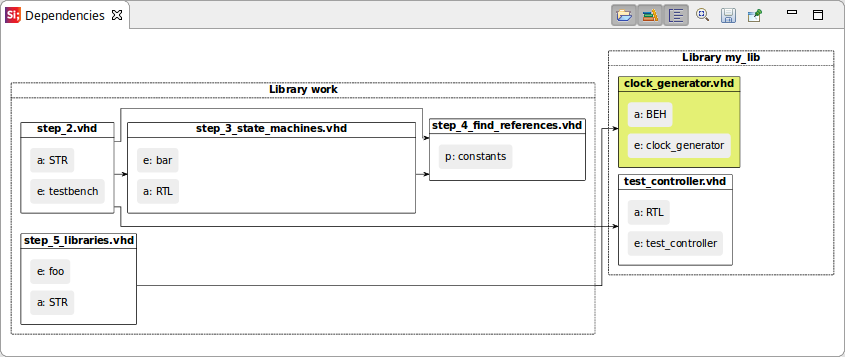 Si: Dependencies
Library work
step_2.vhd
a: STR
e: testbench
step_3_state_machines.vhd
e: bar
a: RTL
step_4_find_references.vhd
p: constants
step_5_libraries.vhd
e: foo
a: STR
Library my_lib
clock_generator.vhd
a: BEH
e: clock_generator
test_controller.vhd
a: RTL
e: test_controller